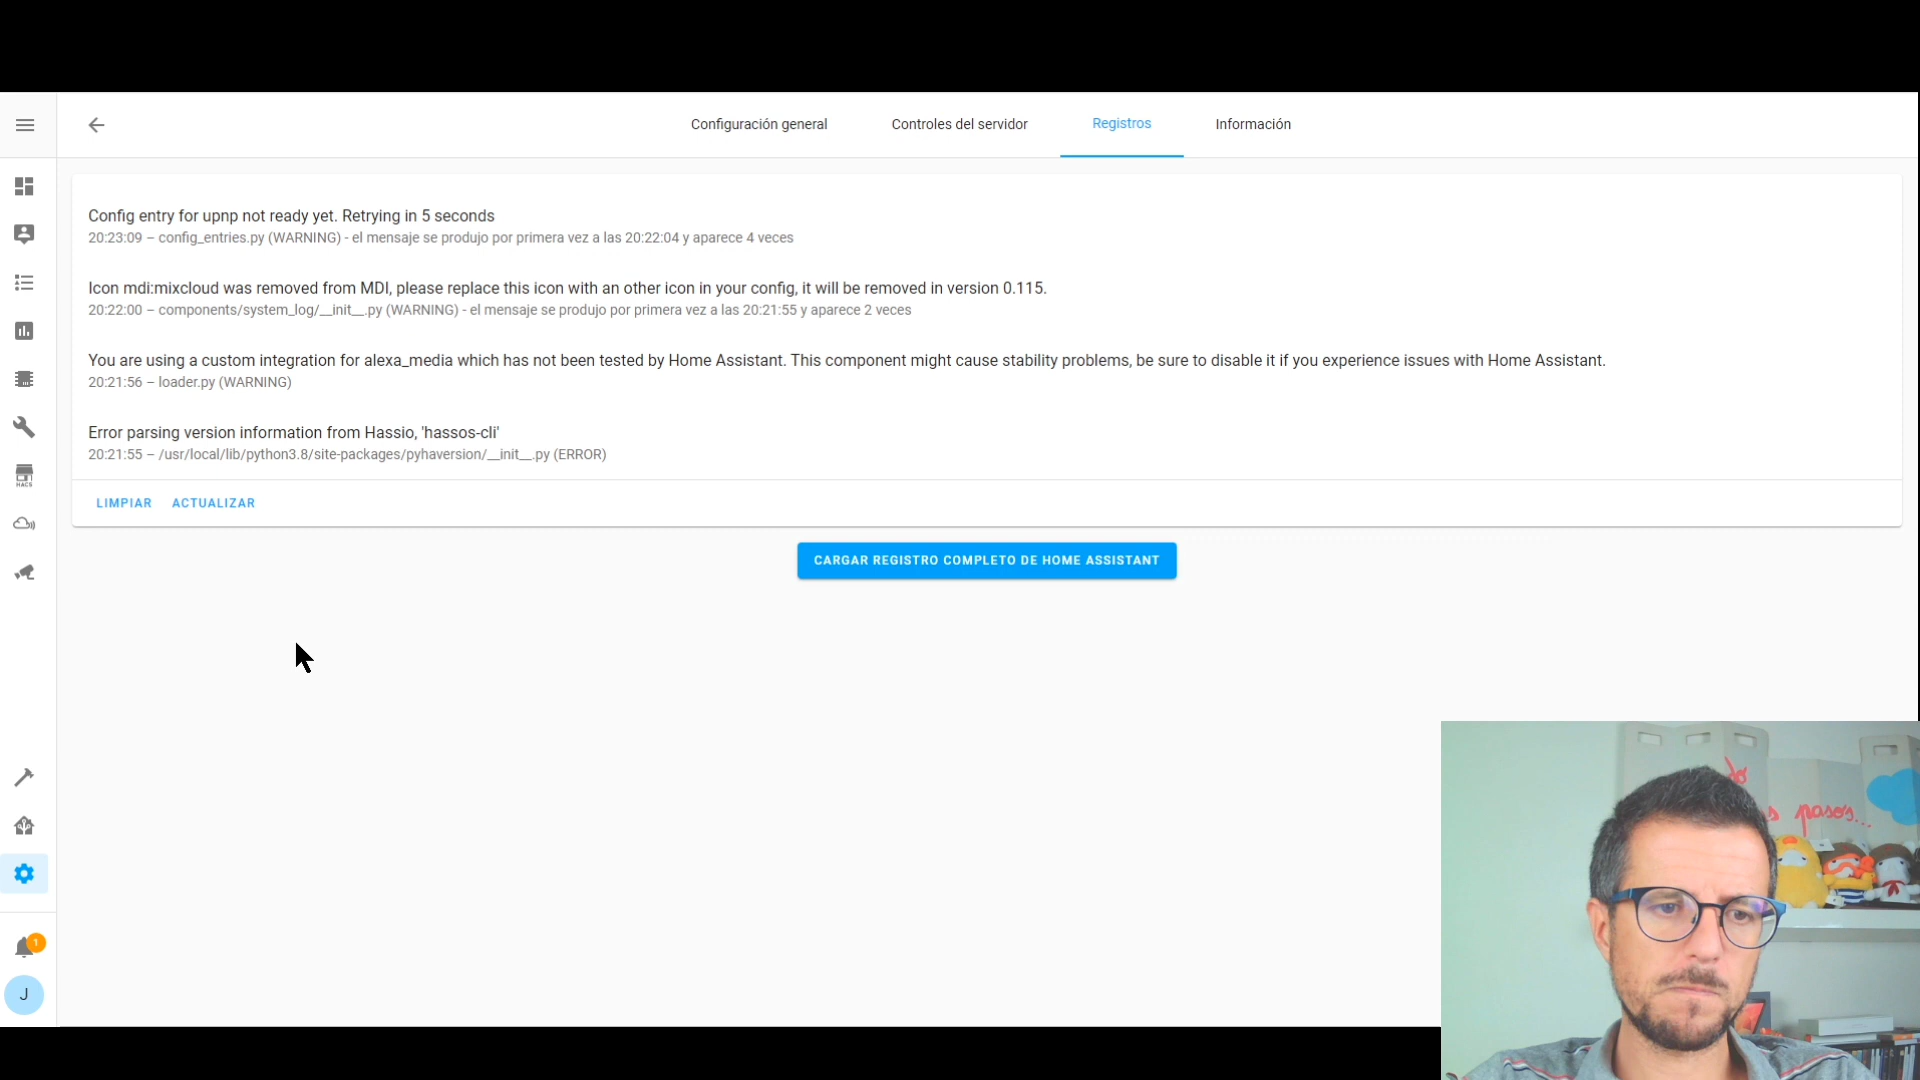 Configuración general
Controles del servidor
Registros
Información
Config entry for upnp not ready yet. Retrying in 5 seconds
20:23:09 – config_entries.py (WARNING) - el mensaje se produjo por primera vez a las 20:22:04 y aparece 4 veces
Icon mdi:mixcloud was removed from MDI, please replace this icon with an other icon in your config, it will be removed in version 0.115.
20:22:00 – components/system_log/__init__.py (WARNING) - el mensaje se produjo por primera vez a las 20:21:55 y aparece 2 veces
You are using a custom integration for alexa_media which has not been tested by Home Assistant. This component might cause stability problems, be sure to disable it if you experience issues with Home Assistant.
20:21:56 – loader.py (WARNING)
Error parsing version information from Hassio, 'hassos-cli'
20:21:55 – /usr/local/lib/python3.8/site-packages/pyhaversion/__init__.py (ERROR)
LIMPIAR
ACTUALIZAR
CARGAR REGISTRO COMPLETO DE HOME ASSISTANT
HACS
1
J
do
pasos...